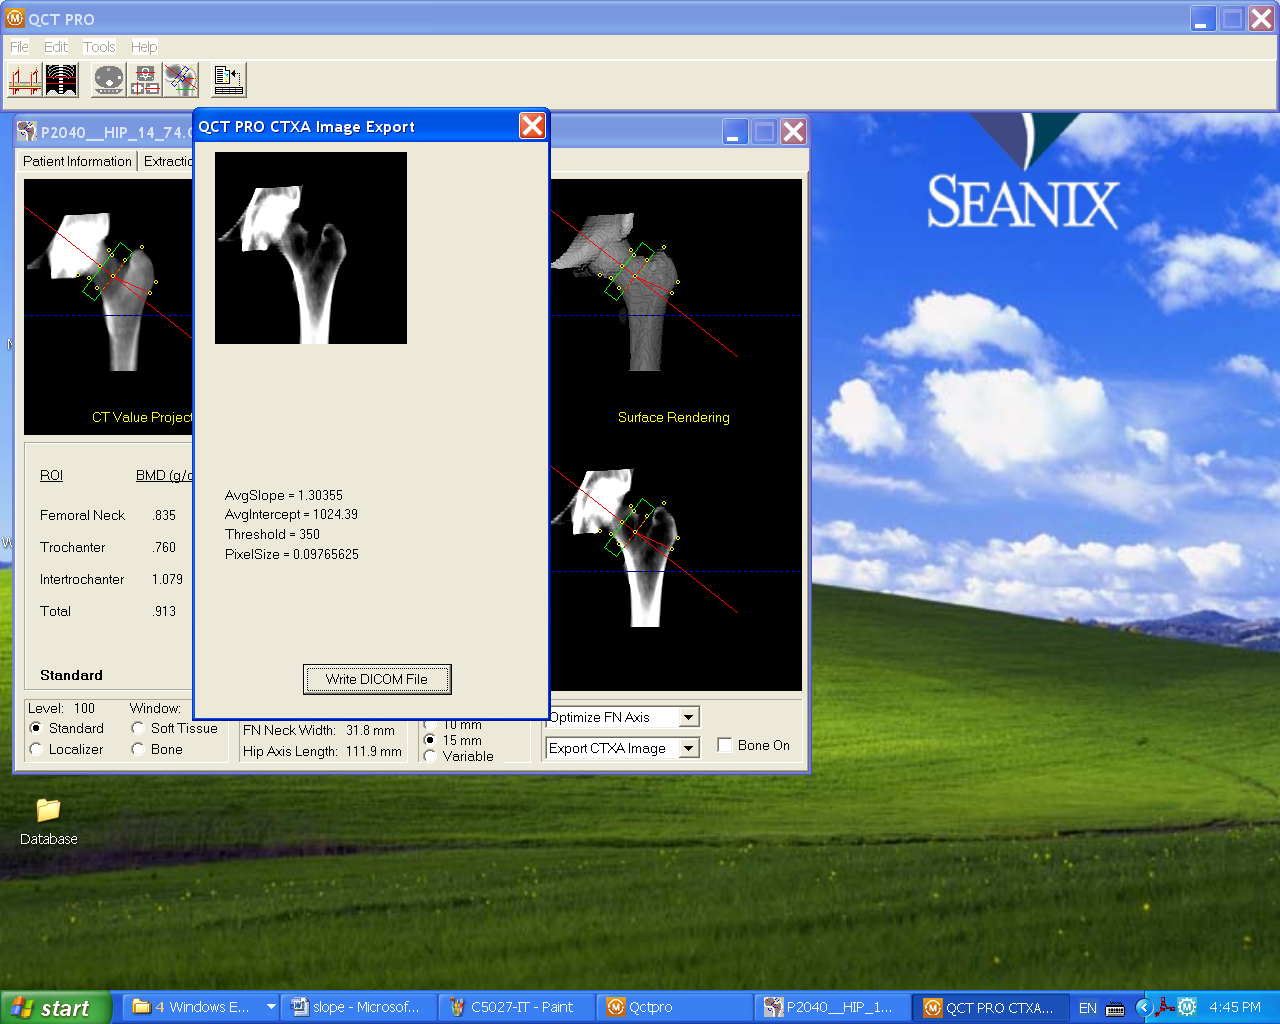 QCT PRO
File Edit Tools Help
P2040__HIP_14_74.
QCT PRO CTXA Image Export
Patient Information
SEANIX
CT Value
Surface Rendering
ROI BMD
Femoral Neck .835
Trochanter .760
Intertrochanter 1.079
Total .913
Standard
AvgSlope = 1.30355
AvgIntercept = 1024.39
Threshold = 350
PixelSize = 0.09765625
Write DICOM File
Level: 100 Window:
Standard Soft Tissue
Localizer Bone
FN Neck Width: 31.8 mm
Hip Axis Length: 111.9 mm
10 mm
15 mm
Variable
Optimize FN Axis
Export CTXA Image
Bone On
Database
start
4 Windows E...
slope - Microsof...
C5027-IT - Paint
Qctpro
P2040__HIP_1...
QCT PRO CTXA...
EN
4:45 PM